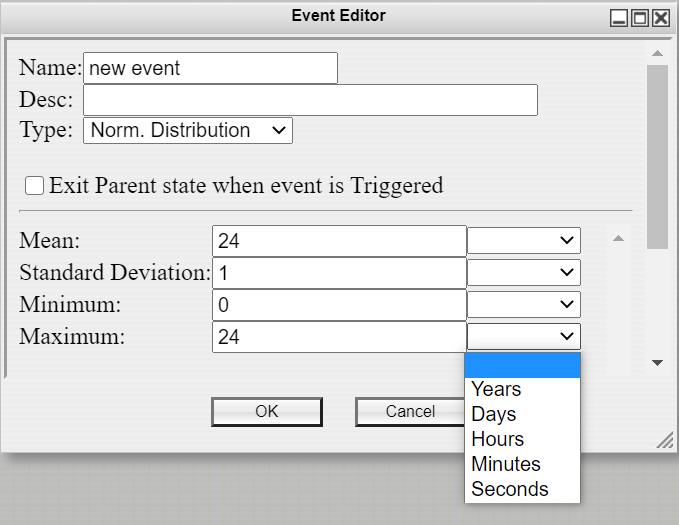 Event Editor
Name: new event
Desc:
Type: Norm. Distribution
Exit Parent state when event is Triggered
Mean: 24
Standard Deviation: 1
Minimum: 0
Maximum: 24
OK Cancel
Years
Days
Hours
Minutes
Seconds